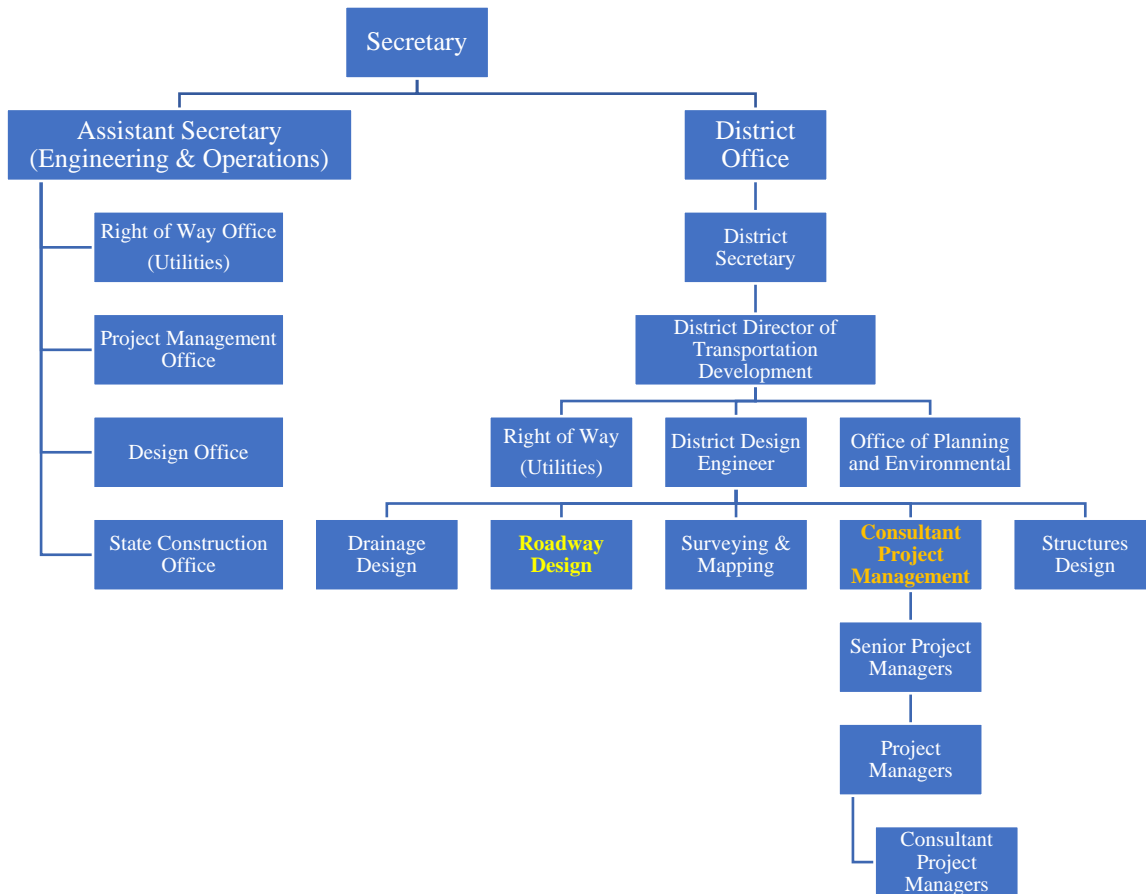 Secretary
Assistant Secretary
(Engineering & Operations)
District
Office
Right of Way Office
(Utilities)
District
Secretary
Project Management
Office
District Director of
Transportation
Development
Design Office
Right of Way
(Utilities)
District Design
Engineer
Office of Planning
and Environmental
State Construction
Office
Drainage
Design
Roadway
Design
Surveying &
Mapping
Consultant
Project
Management
Structures
Design
Senior Project
Managers
Project
Managers
Consultant
Project
Managers